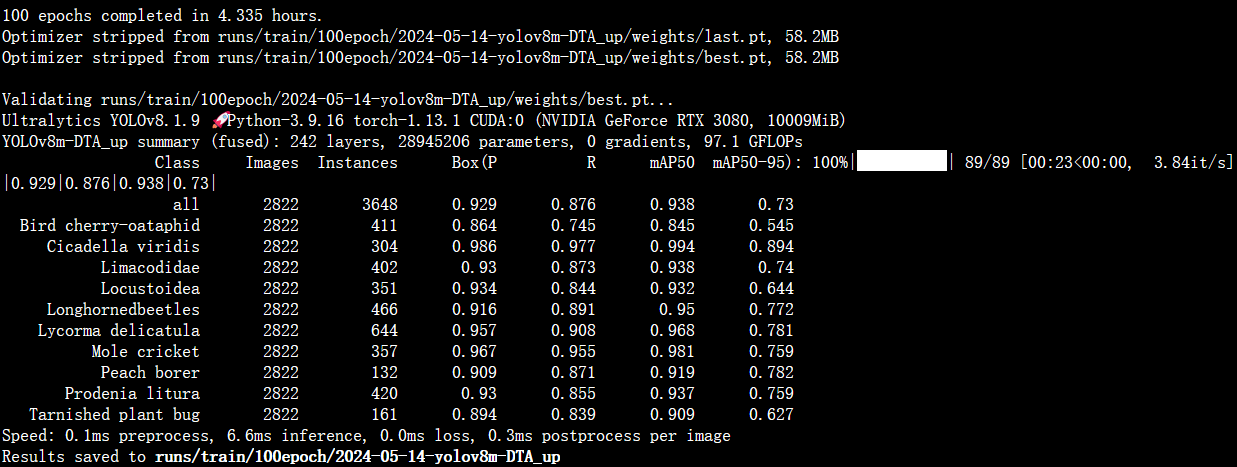 100 epochs completed in 4.335 hours.
Optimizer stripped from runs/train/100epoch/2024-05-14-yolov8m-DTA_up/weights/last.pt, 58.2MB
Optimizer stripped from runs/train/100epoch/2024-05-14-yolov8m-DTA_up/weights/best.pt, 58.2MB

Validating runs/train/100epoch/2024-05-14-yolov8m-DTA_up/weights/best.pt...
Ultralytics YOLOv8.1.9 🚀Python-3.9.16 torch-1.13.1 CUDA:0 (NVIDIA GeForce RTX 3080, 10009MiB)
YOLOv8m-DTA_up summary (fused): 242 layers, 28945206 parameters, 0 gradients, 97.1 GFLOPs
Class Images Instances Box(P R mAP50 mAP50-95): 100%|██████████| 89/89 [00:23<00:00, 3.84it/s]
|0.929|0.876|0.938|0.73|
all 2822 3648 0.929 0.876 0.938 0.73
Bird cherry-oataphid 2822 411 0.864 0.745 0.845 0.545
Cicadella viridis 2822 304 0.986 0.977 0.994 0.894
Limacodidae 2822 402 0.93 0.873 0.938 0.74
Locustoidea 2822 351 0.934 0.844 0.932 0.644
Longhornedbeetles 2822 466 0.916 0.891 0.95 0.772
Lycorma delicatula 2822 644 0.957 0.908 0.968 0.781
Mole cricket 2822 357 0.967 0.955 0.981 0.759
Peach borer 2822 132 0.909 0.871 0.919 0.782
Prodenia litura 2822 420 0.93 0.855 0.937 0.759
Tarnished plant bug 2822 161 0.894 0.839 0.909 0.627
Speed: 0.1ms preprocess, 6.6ms inference, 0.0ms loss, 0.3ms postprocess per image
Results saved to runs/train/100epoch/2024-05-14-yolov8m-DTA_up